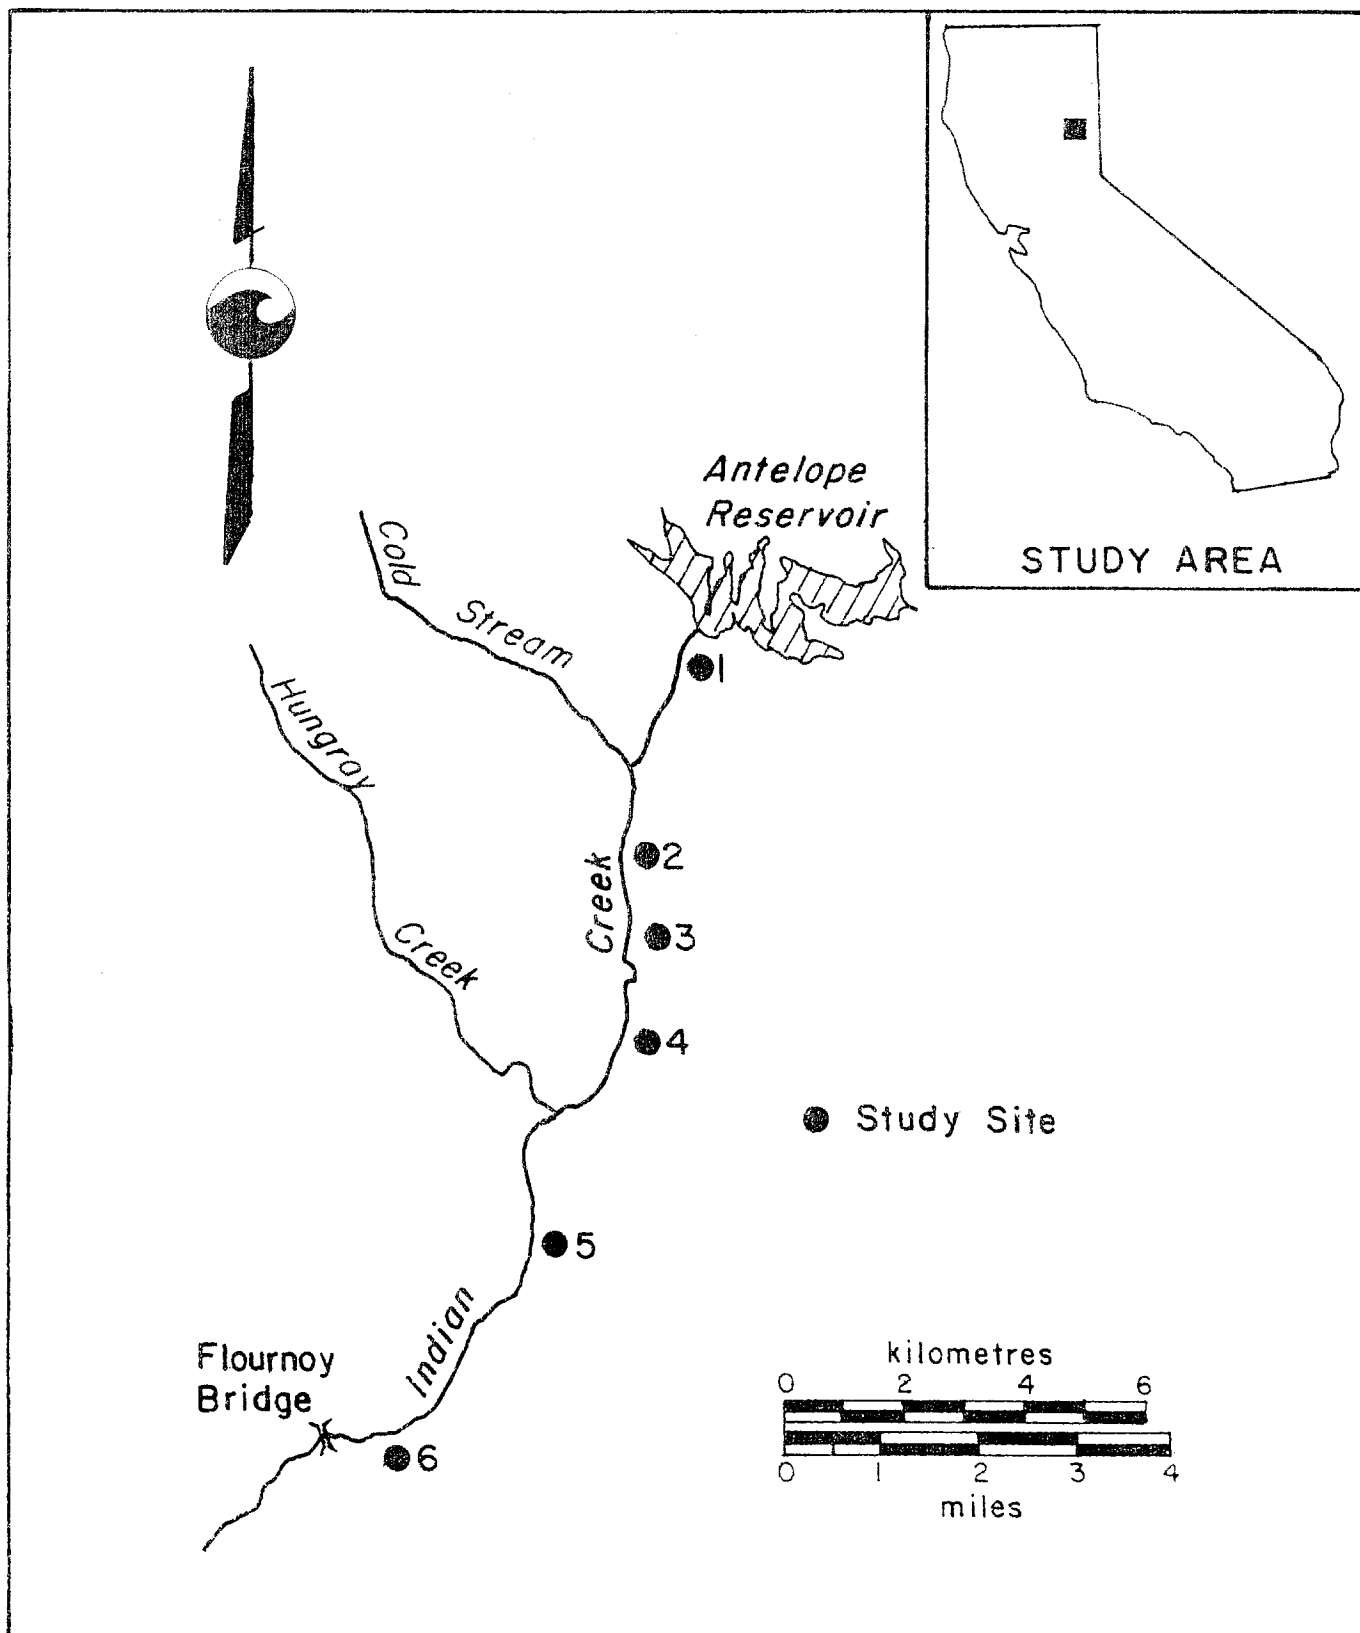 Antelope
Reservoir
STUDY AREA
Cold
Stream
1
Hungray
Creek
2
Creek
3
4
Study Site
5
Indian
Flournoy
Bridge
6
kilometres
0 2 4 6
0 1 2 3 4
miles